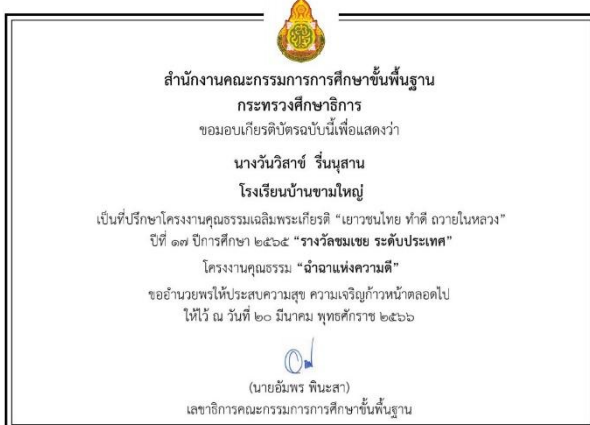 สำนักงานคณะกรรมการการศึกษาขั้นพื้นฐาน
กระทรวงศึกษาธิการ
ขอมอบเกียรติบัตรฉบับนี้เพื่อแสดงว่า
นางวันวิสาข์ รื่นนุสาน
โรงเรียนบ้านขามใหญ่
เป็นที่ปรึกษาโครงงานคุณธรรมเฉลิมพระเกียรติ “เยาวชนไทย ทำดี ถวายในหลวง”
ปีที่ ๑๗ ปีการศึกษา ๒๕๖๕ “รางวัลชมเชย ระดับประเทศ”
โครงงานคุณธรรม “ฉำฉาแห่งความดี”
ขออำนวยพรให้ประสบความสุข ความเจริญก้าวหน้าตลอดไป
ให้ไว้ ณ วันที่ ๒๐ มีนาคม พุทธศักราช ๒๕๖๖
(นายอัมพร พินะสา)
เลขาธิการคณะกรรมการการศึกษาขั้นพื้นฐาน